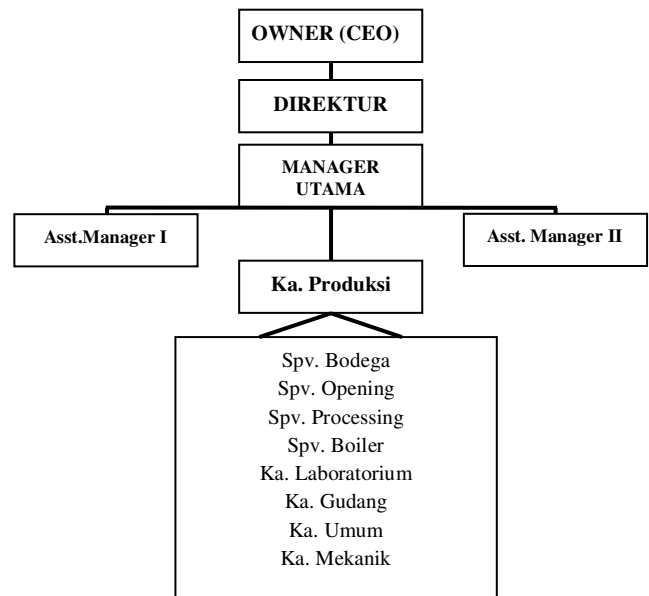 OWNER (CEO)
DIREKTUR
MANAGER
UTAMA
Asst.Manager I
Asst. Manager II
Ka. Produksi
Spv. Bodega
Spv. Opening
Spv. Processing
Spv. Boiler
Ka. Laboratorium
Ka. Gudang
Ka. Umum
Ka. Mekanik